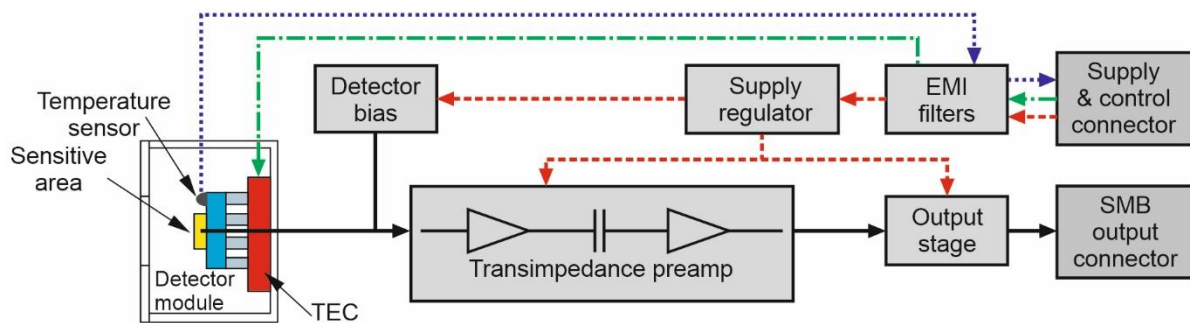 Detector
bias
Supply
regulator
EMI
filters
Supply
& control
connector
Temperature
sensor
Sensitive
area
Detector
module
TEC
Transimpedance preamp
Output
stage
SMB
output
connector